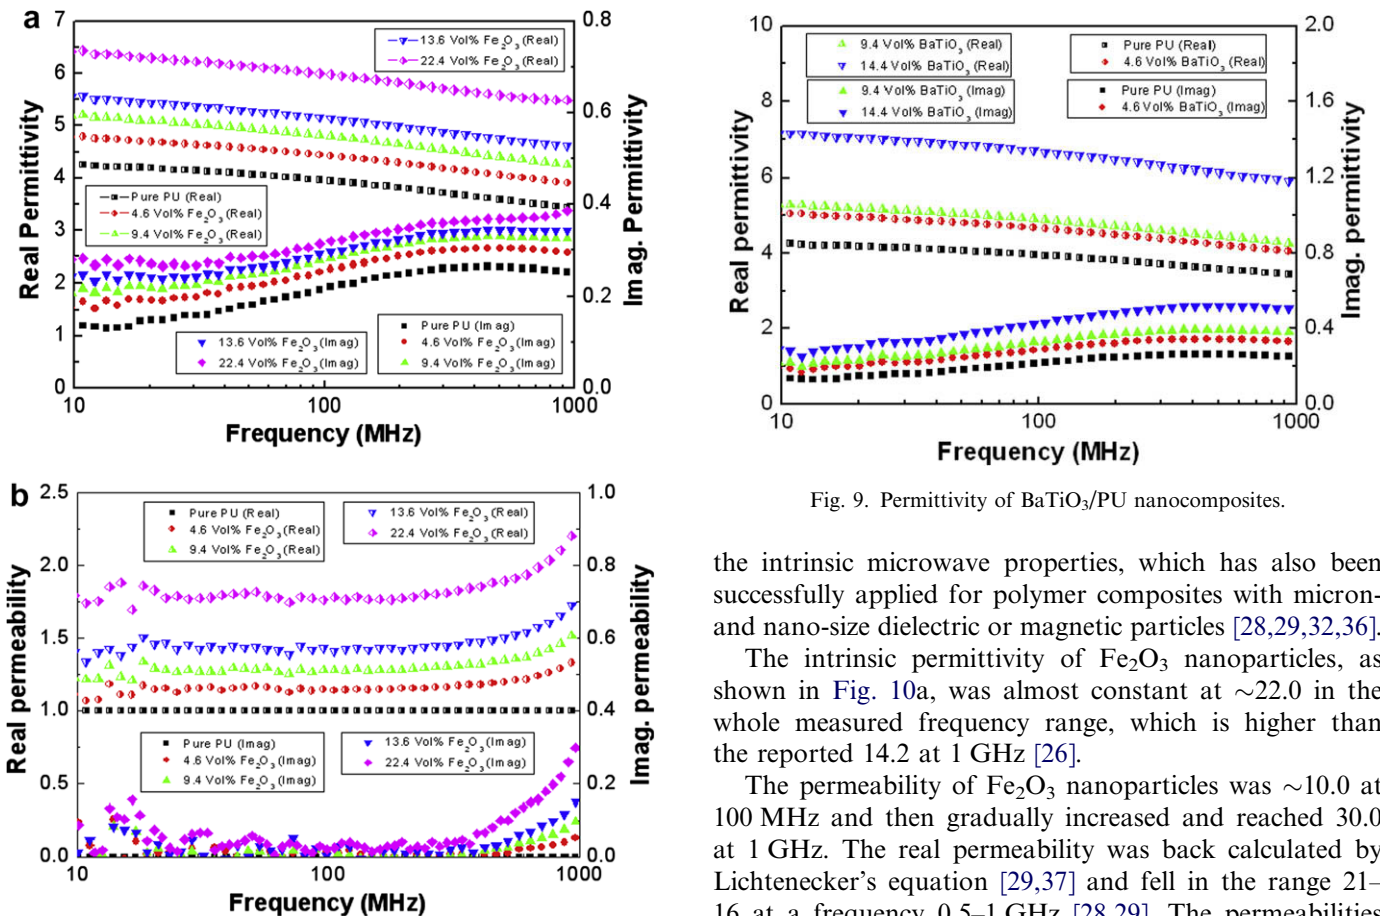 a
7
6
5
4
3
2
1
0
0.8
0.6
0.4
0.2
0.0
Real Permittivity
Imag. Permittivity
13.6 Vol% Fe₂O₃ (Real)
22.4 Vol% Fe₂O₃ (Real)
Pure PU (Real)
4.6 Vol% Fe₂O₃ (Real)
9.4 Vol% Fe₂O₃ (Real)
13.6 Vol% Fe₂O₃ (Imag)
22.4 Vol% Fe₂O₃ (Imag)
Pure PU (Imag)
4.6 Vol% Fe₂O₃ (Imag)
9.4 Vol% Fe₂O₃ (Imag)
10 100 1000
Frequency (MHz)
b
2.5
2.0
1.5
1.0
0.5
0.0
1.0
0.8
0.6
0.4
0.2
0.0
Real permeability
Imag. permeability
Pure PU (Real)
4.6 Vol% Fe₂O₃ (Real)
9.4 Vol% Fe₂O₃ (Real)
13.6 Vol% Fe₂O₃ (Real)
22.4 Vol% Fe₂O₃ (Real)
Pure PU (Imag)
4.6 Vol% Fe₂O₃ (Imag)
9.4 Vol% Fe₂O₃ (Imag)
13.6 Vol% Fe₂O₃ (Imag)
22.4 Vol% Fe₂O₃ (Imag)
10 100 1000
Frequency (MHz)
10
8
6
4
2
0
2.0
1.6
1.2
0.8
0.4
0.0
Real permittivity
Imag. permittivity
9.4 Vol% BaTiO₃ (Real)
14.4 Vol% BaTiO₃ (Real)
9.4 Vol% BaTiO₃ (Imag)
14.4 Vol% BaTiO₃ (Imag)
Pure PU (Real)
4.6 Vol% BaTiO₃ (Real)
Pure PU (Imag)
4.6 Vol% BaTiO₃ (Imag)
10 100 1000
Frequency (MHz)
Fig. 9. Permittivity of BaTiO₃/PU nanocomposites.
the intrinsic microwave properties, which has also been
successfully applied for polymer composites with micron-
and nano-size dielectric or magnetic particles [28,29,32,36].
The intrinsic permittivity of Fe₂O₃ nanoparticles, as
shown in Fig. 10a, was almost constant at ~22.0 in the
whole measured frequency range, which is higher than
the reported 14.2 at 1 GHz [26].
The permeability of Fe₂O₃ nanoparticles was ~10.0 at
100 MHz and then gradually increased and reached 30.0
at 1 GHz. The real permeability was back calculated by
Lichtenecker's equation [29,37] and fell in the range 21–
16 at a frequency 0.5–1 GHz [28,29]. The permeabilities